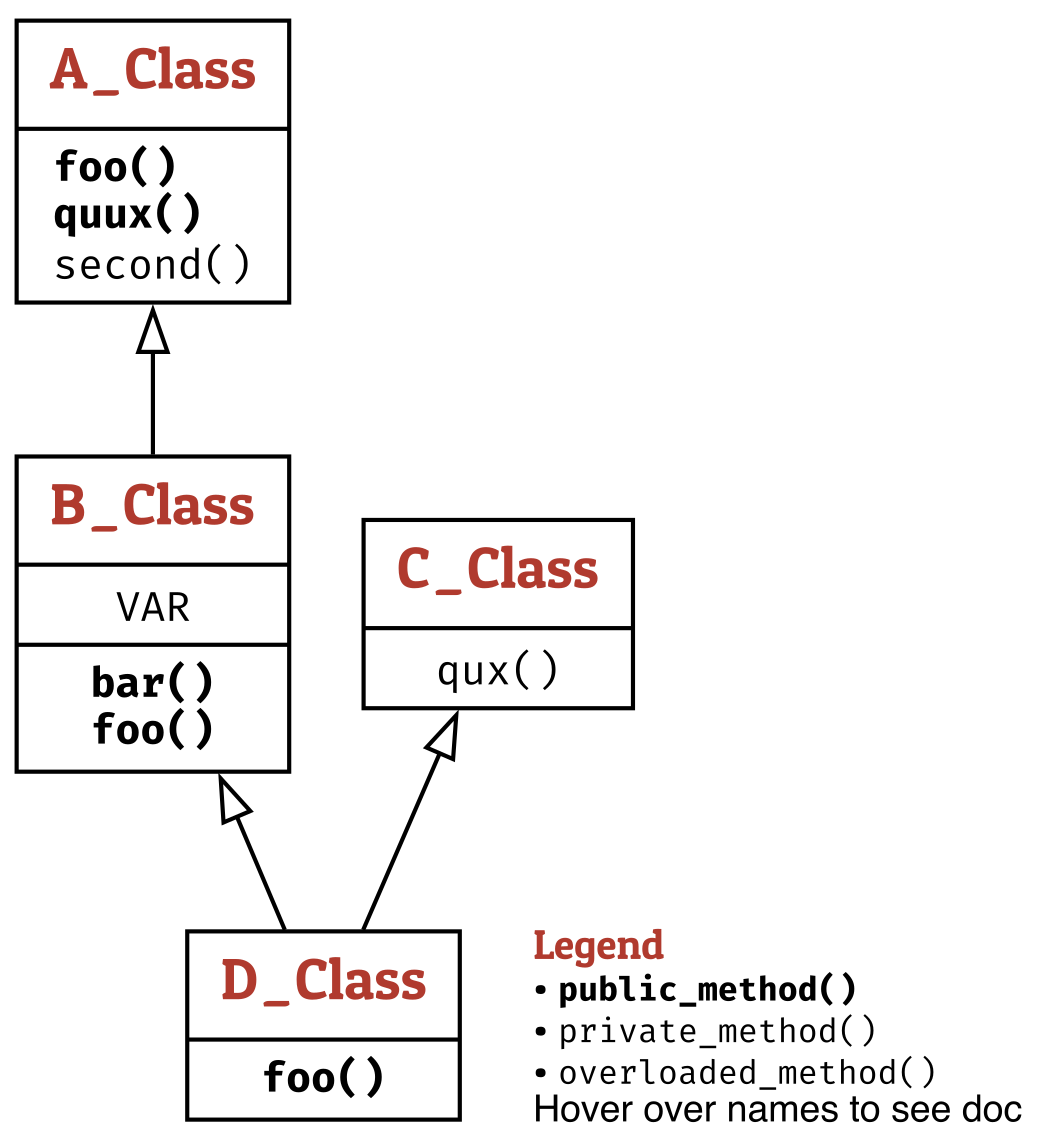 A_Class
foo()
quux()
second()
B_Class
VAR
bar()
foo()
C_Class
qux()
D_Class
foo()
Legend
• public_method()
• private_method()
• overloaded_method()
Hover over names to see doc